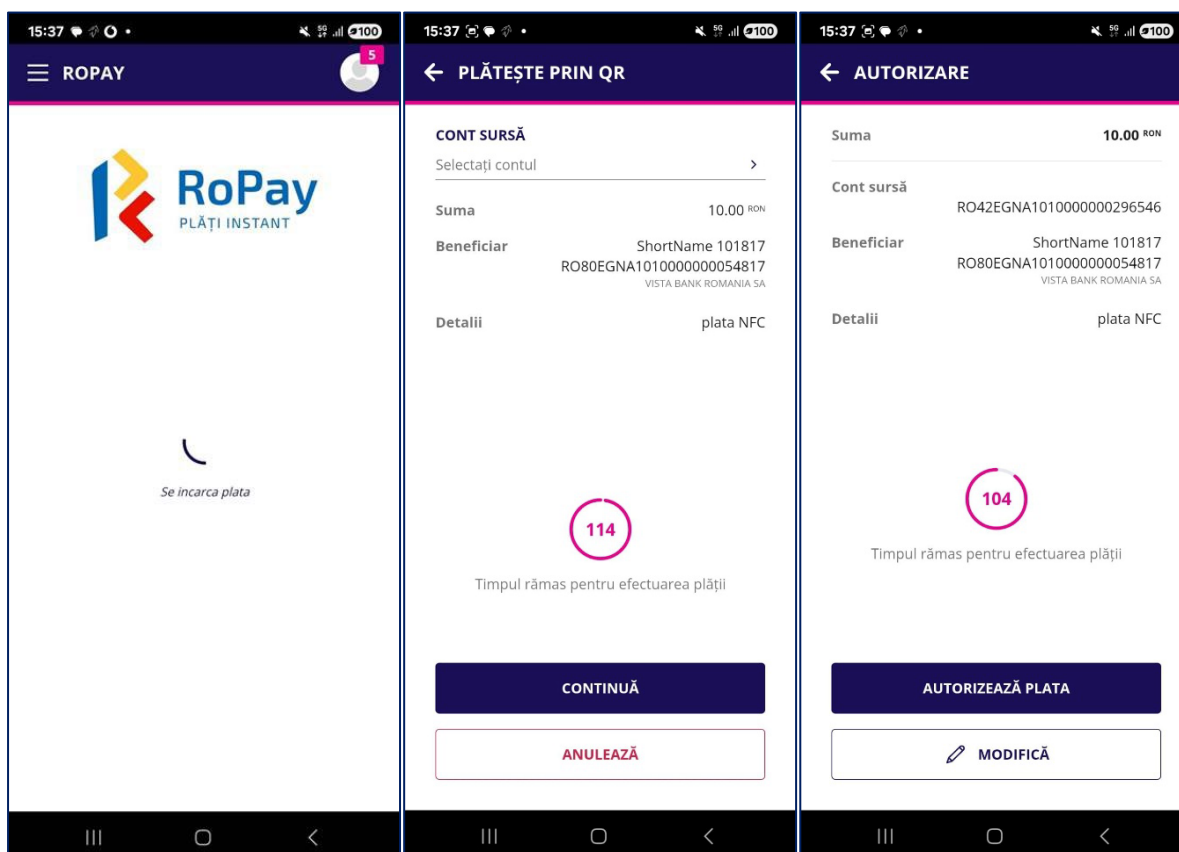 15:37
5G
100
ROPAY
5
RoPay
PLĂȚI INSTANT
Se incarca plata
15:37
5G
100
PLĂTEȘTE PRIN QR
CONT SURSĂ
Selectați contul
Suma 10.00 RON
Beneficiar ShortName 101817
RO80EGNA1010000000054817
VISTA BANK ROMANIA SA
Detalii plata NFC
114
Timpul rămas pentru efectuarea plății
CONTINUĂ
ANULEAZĂ
15:37
5G
100
AUTORIZARE
Suma 10.00 RON
Cont sursă
RO42EGNA1010000000296546
Beneficiar ShortName 101817
RO80EGNA1010000000054817
VISTA BANK ROMANIA SA
Detalii plata NFC
104
Timpul rămas pentru efectuarea plății
AUTORIZEAZĂ PLATA
MODIFICĂ